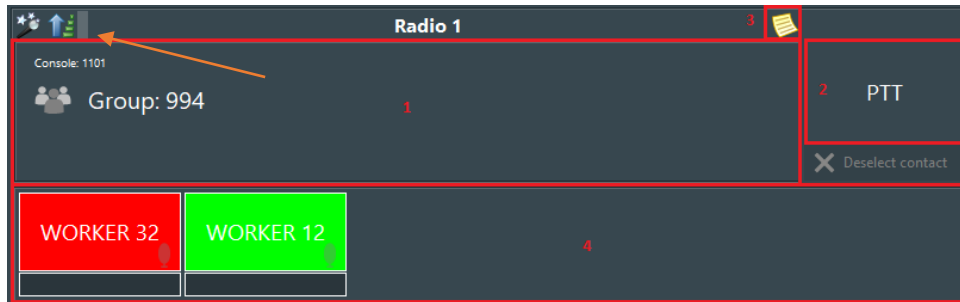 Radio 1
3
Console: 1101
Group: 994
1
2
PTT
Deselect contact
WORKER 32
WORKER 12
4